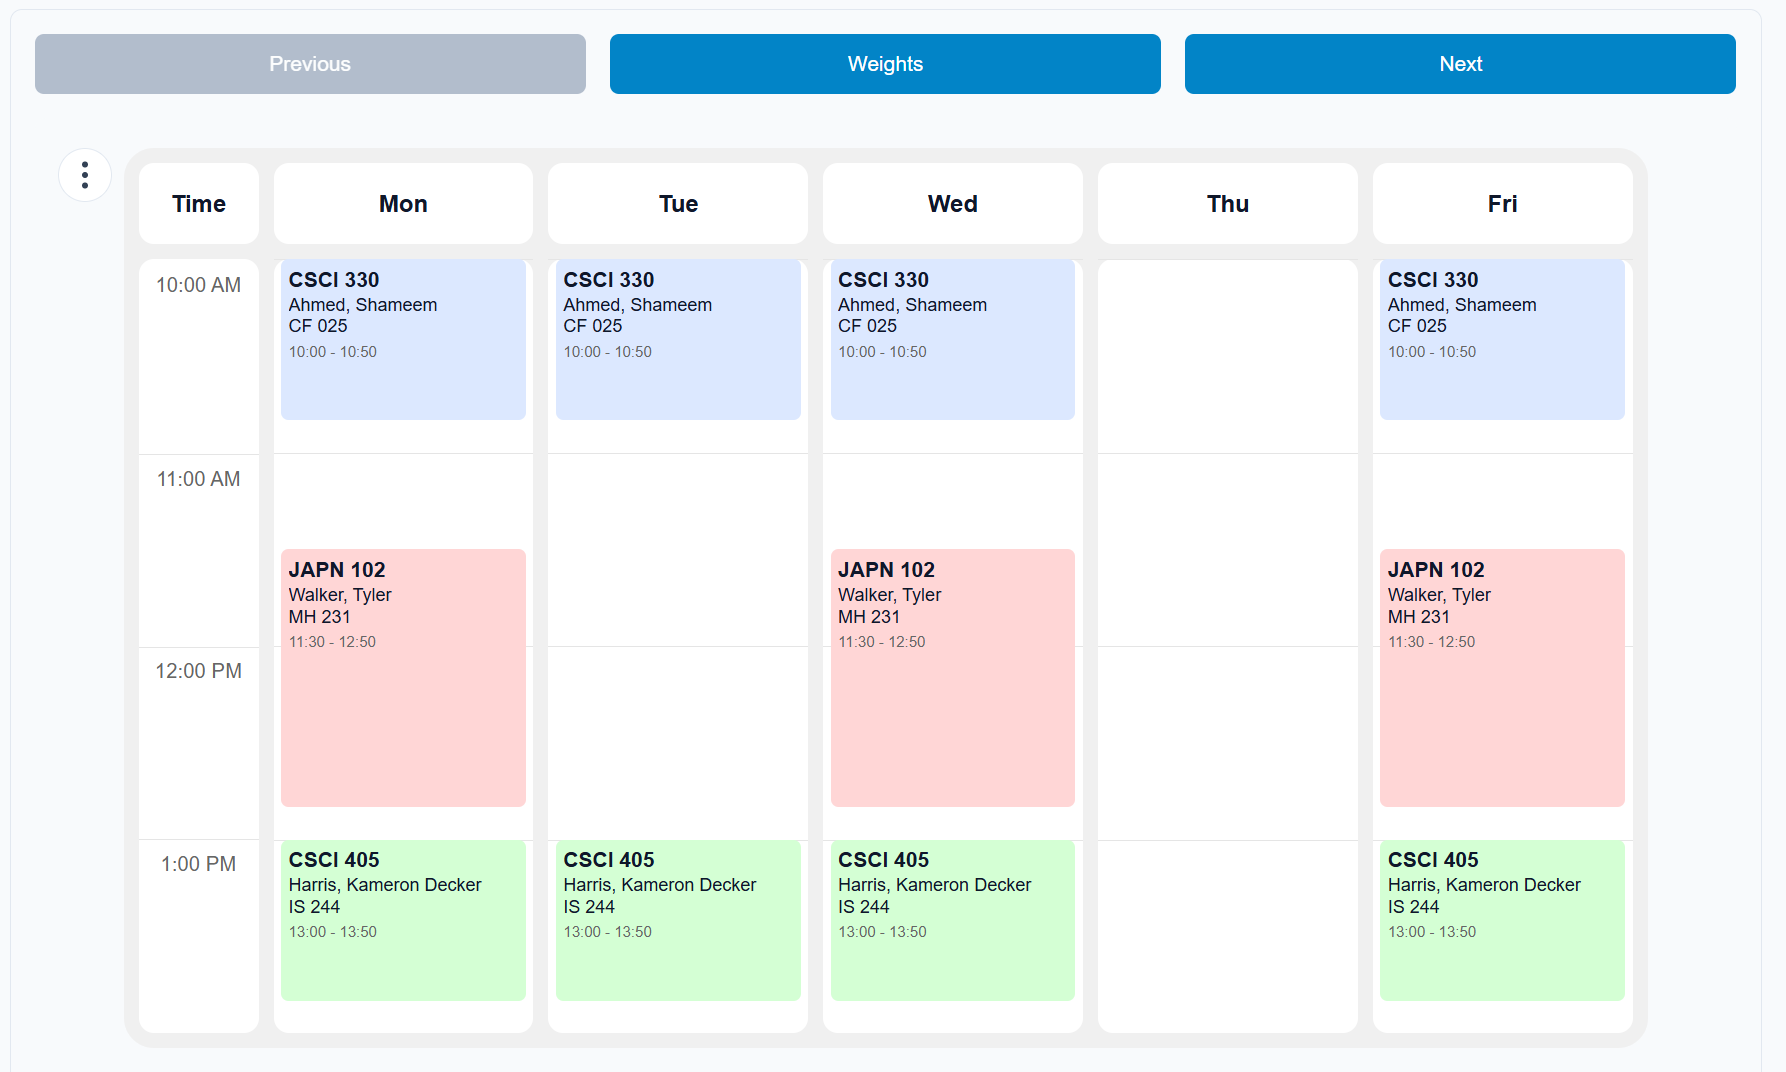 Previous
Weights
Next
Time
Mon
Tue
Wed
Thu
Fri
10:00 AM
CSCI 330
Ahmed, Shameem
CF 025
10:00 - 10:50
CSCI 330
Ahmed, Shameem
CF 025
10:00 - 10:50
CSCI 330
Ahmed, Shameem
CF 025
10:00 - 10:50
CSCI 330
Ahmed, Shameem
CF 025
10:00 - 10:50
11:00 AM
JAPN 102
Walker, Tyler
MH 231
11:30 - 12:50
JAPN 102
Walker, Tyler
MH 231
11:30 - 12:50
JAPN 102
Walker, Tyler
MH 231
11:30 - 12:50
12:00 PM
1:00 PM
CSCI 405
Harris, Kameron Decker
IS 244
13:00 - 13:50
CSCI 405
Harris, Kameron Decker
IS 244
13:00 - 13:50
CSCI 405
Harris, Kameron Decker
IS 244
13:00 - 13:50
CSCI 405
Harris, Kameron Decker
IS 244
13:00 - 13:50